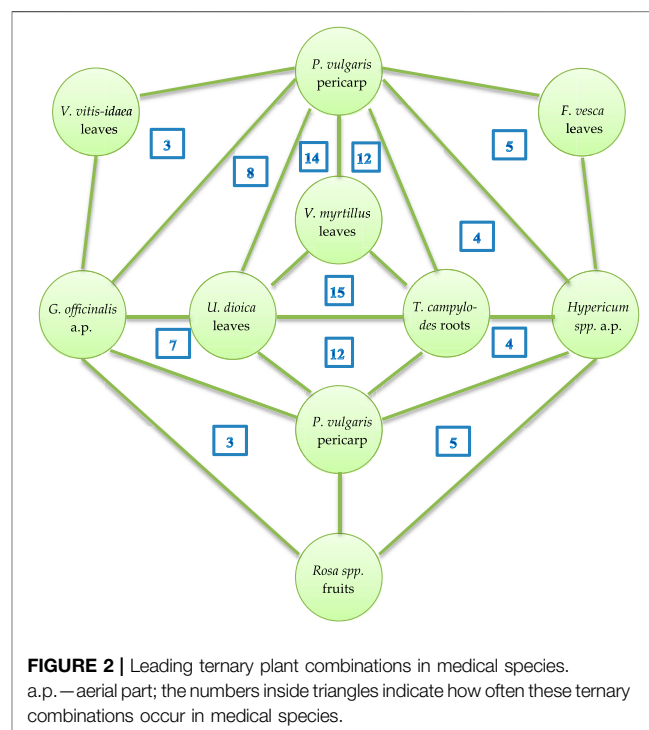 P. vulgaris
pericarp
V. vitis-idaea
leaves
F. vesca
leaves
3
8
14
12
5
V. myrtillus
leaves
4
15
G. officinalis
a.p.
U. dioica
leaves
T. campylo-
des roots
Hypericum
spp. a.p.
7
12
4
P. vulgaris
pericarp
3
5
Rosa spp.
fruits
FIGURE 2 | Leading ternary plant combinations in medical species.
a.p.—aerial part; the numbers inside triangles indicate how often these ternary
combinations occur in medical species.